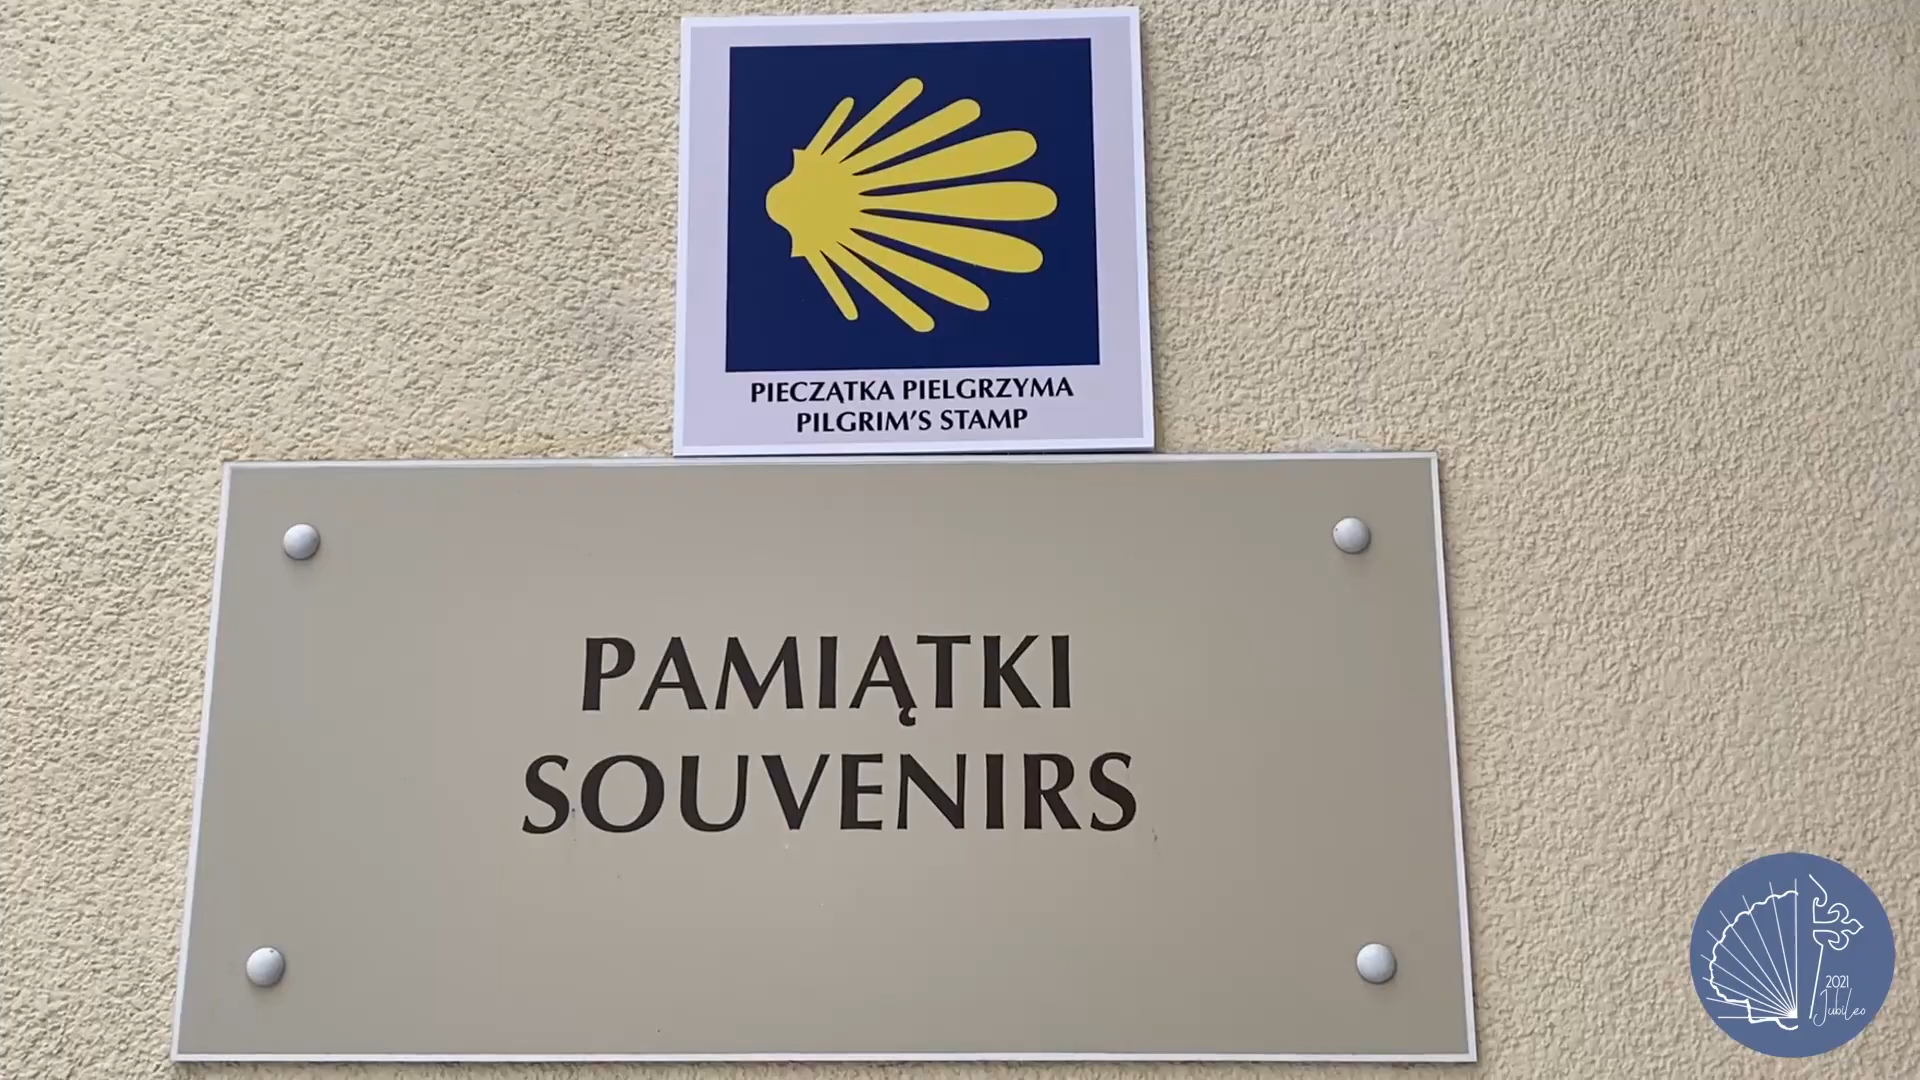 PIECZĄTKA PIELGRZYMA
PILGRIM'S STAMP
PAMIĄTKI
SOUVENIRS
2021
Jubileo